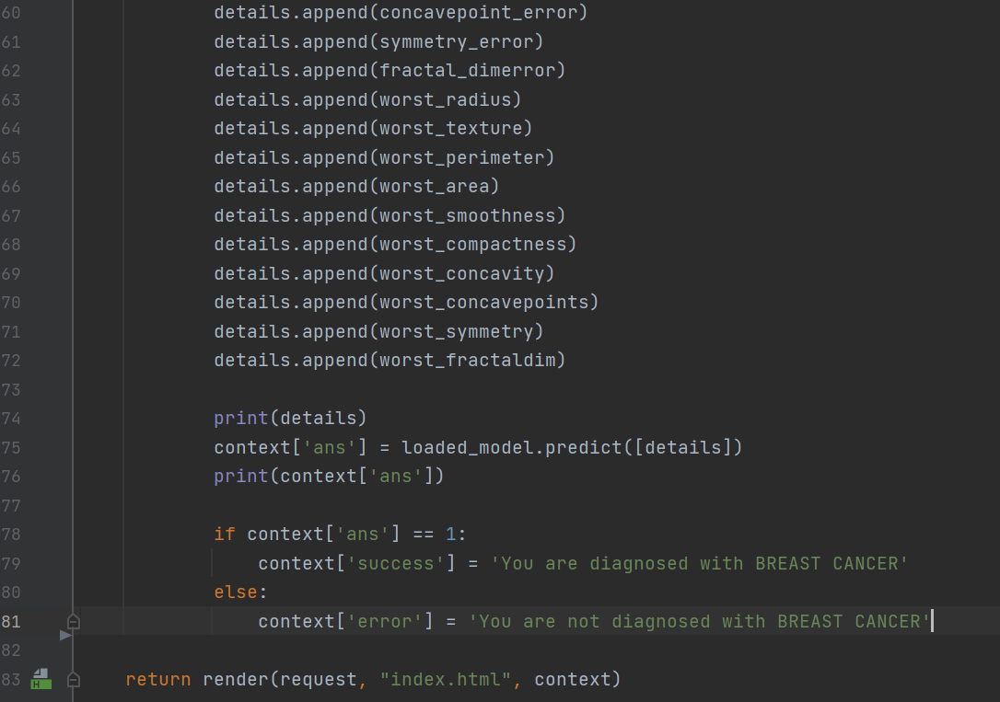 60 details.append(concavepoint_error)
61 details.append(symmetry_error)
62 details.append(fractal_dimerror)
63 details.append(worst_radius)
64 details.append(worst_texture)
65 details.append(worst_perimeter)
66 details.append(worst_area)
67 details.append(worst_smoothness)
68 details.append(worst_compactness)
69 details.append(worst_concavity)
70 details.append(worst_concavepoints)
71 details.append(worst_symmetry)
72 details.append(worst_fractaldim)
73
74 print(details)
75 context['ans'] = loaded_model.predict([details])
76 print(context['ans'])
77
78 if context['ans'] == 1:
79 context['success'] = 'You are diagnosed with BREAST CANCER'
80 else:
81 context['error'] = 'You are not diagnosed with BREAST CANCER'
82
83 H return render(request, "index.html", context)